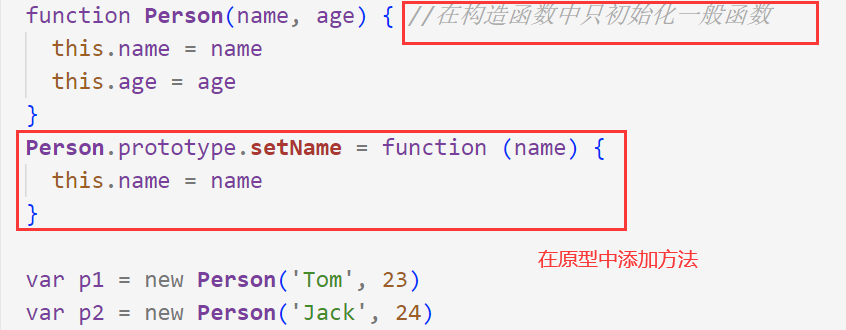 function Person(name, age) { //在构造函数中只初始化一般函数
  this.name = name
  this.age = age
}
Person.prototype.setName = function (name) {
  this.name = name
}
在原型中添加方法
var p1 = new Person('Tom', 23)
var p2 = new Person('Jack', 24)